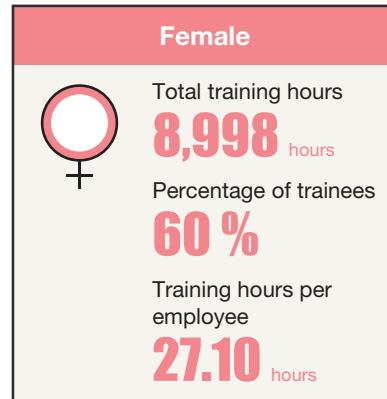 Female
Total training hours
8,998 hours
Percentage of trainees
60 %
Training hours per
employee
27.10 hours